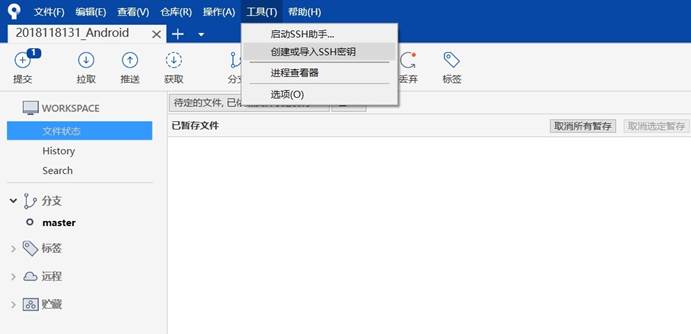 文件(F) 编辑(E) 查看(V) 仓库(R) 操作(A) 工具(T) 帮助(H)
2018118131_Android
启动SSH助手...
创建或导入SSH密钥
进程查看器
选项(O)
1
提交 拉取 推送 获取 分支 丢弃 标签
WORKSPACE
文件状态
History
Search
分支
master
标签
远程
贮藏
待定的文件, 已依
已暂存文件 取消所有暂存 取消选定暂存